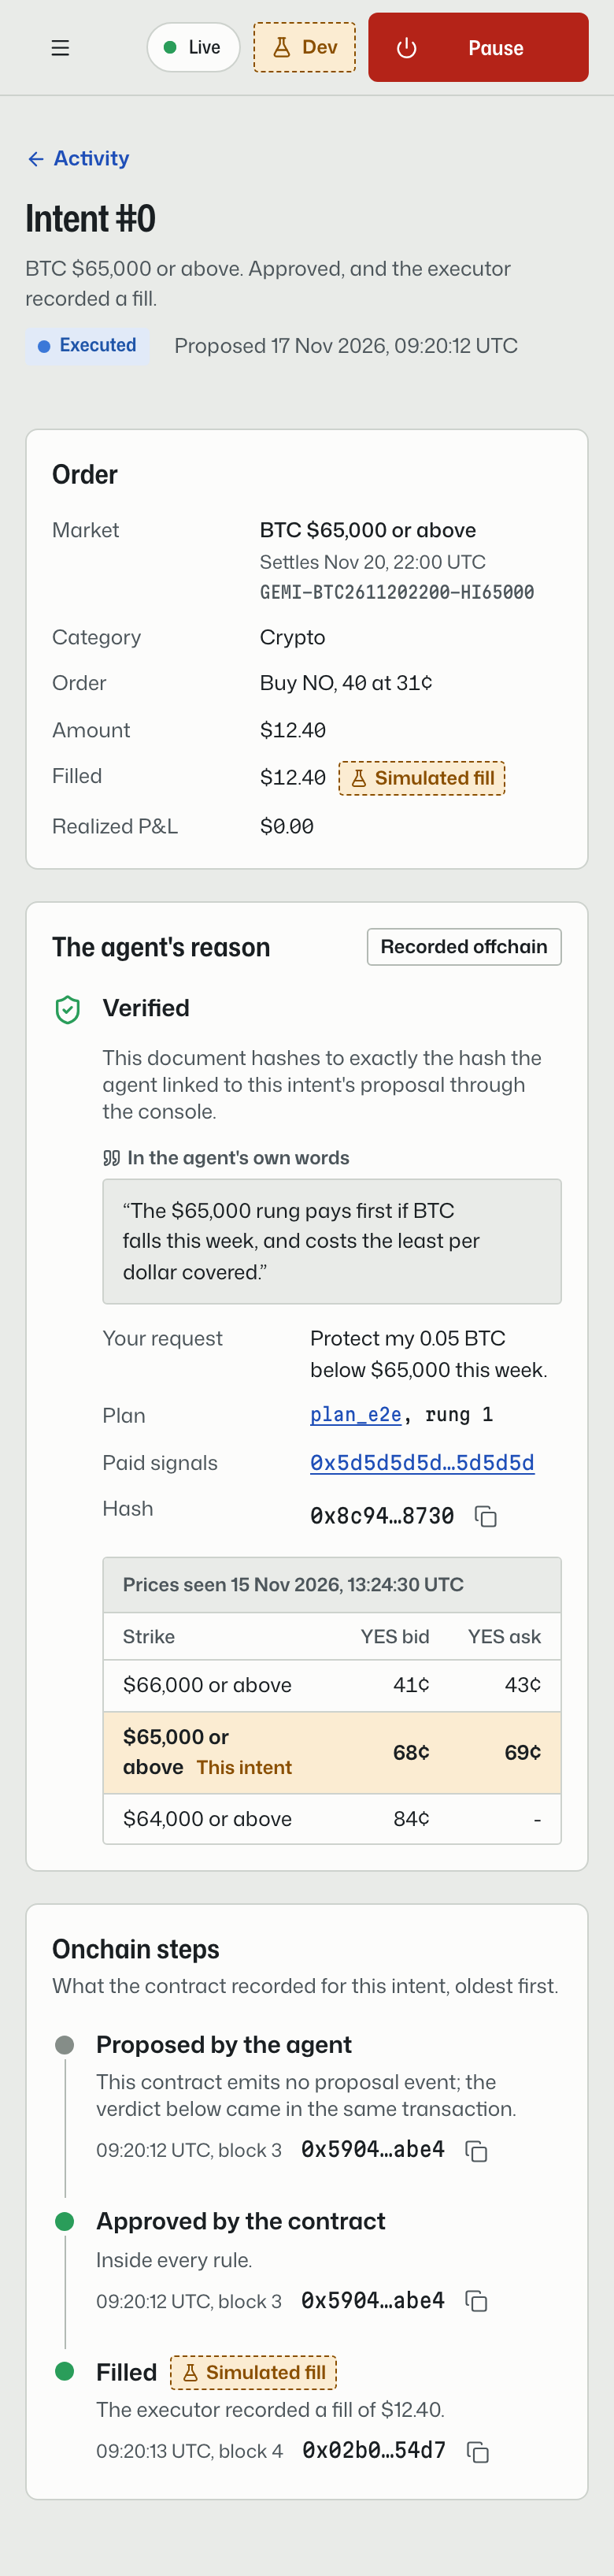 Live
Dev
Pause
Activity
Intent #0
BTC $65,000 or above. Approved, and the executor
recorded a fill.
Executed
Proposed 17 Nov 2026, 09:20:12 UTC
Order
Market
BTC $65,000 or above
Settles Nov 20, 22:00 UTC
GEMI-BTC2611202200-HI65000
Category
Crypto
Order
Buy NO, 40 at 31¢
Amount
$12.40
Filled
$12.40
Simulated fill
Realized P&L
$0.00
The agent's reason
Recorded offchain
Verified
This document hashes to exactly the hash the
agent linked to this intent's proposal through
the console.
In the agent's own words
“The $65,000 rung pays first if BTC
falls this week, and costs the least per
dollar covered.”
Your request
Protect my 0.05 BTC
below $65,000 this week.
Plan
plan_e2e, rung 1
Paid signals
0x5d5d5d5d…5d5d5d
Hash
0x8c94…8730
Prices seen 15 Nov 2026, 13:24:30 UTC
Strike YES bid YES ask
$66,000 or above 41¢ 43¢
$65,000 or
above This intent 68¢ 69¢
$64,000 or above 84¢ -
Onchain steps
What the contract recorded for this intent, oldest first.
Proposed by the agent
This contract emits no proposal event; the
verdict below came in the same transaction.
09:20:12 UTC, block 3 0x5904…abe4
Approved by the contract
Inside every rule.
09:20:12 UTC, block 3 0x5904…abe4
Filled
Simulated fill
The executor recorded a fill of $12.40.
09:20:13 UTC, block 4 0x02b0…54d7